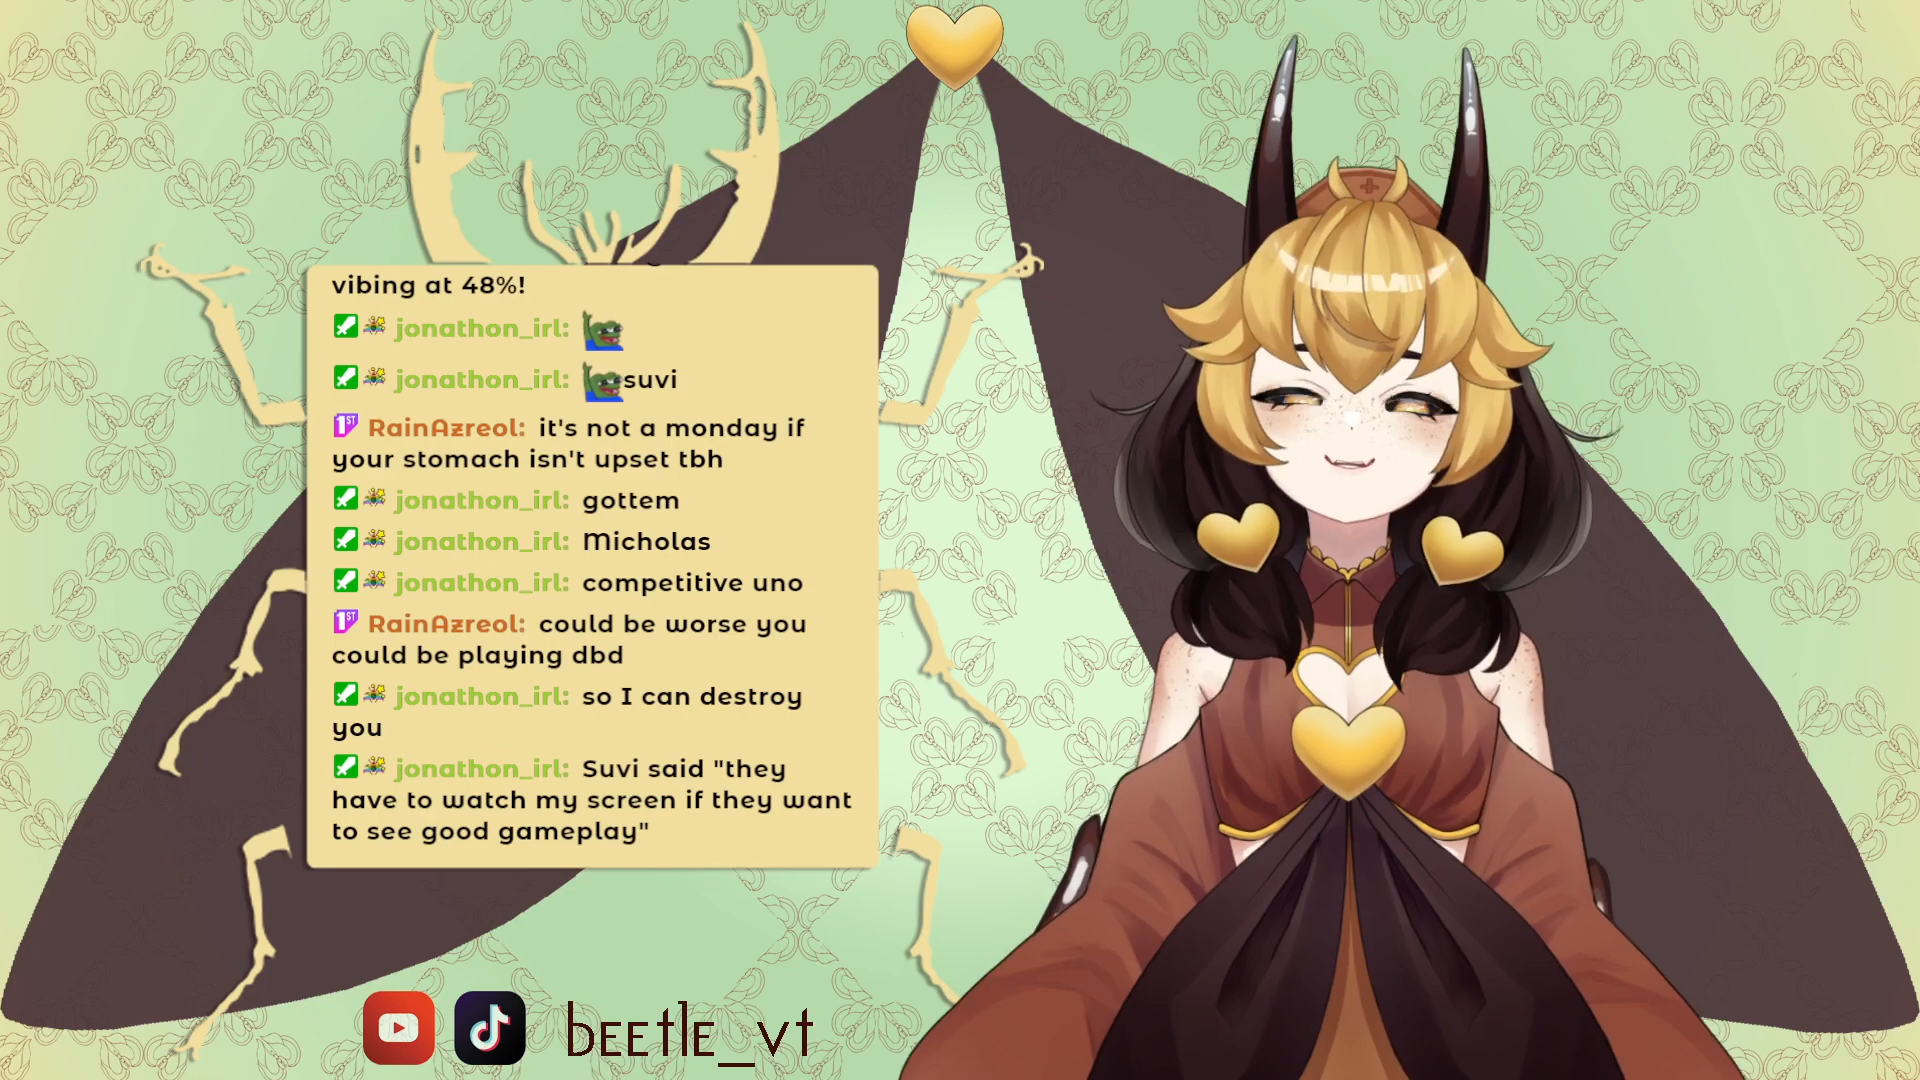 vibing at 48%!
jonathon_irl:
jonathon_irl: suvi
1ST RainAzreol: it's not a monday if
your stomach isn't upset tbh
jonathon_irl: gottem
jonathon_irl: Micholas
jonathon_irl: competitive uno
1ST RainAzreol: could be worse you
could be playing dbd
jonathon_irl: so I can destroy
you
jonathon_irl: Suvi said "they
have to watch my screen if they want
to see good gameplay"
beetle_vt